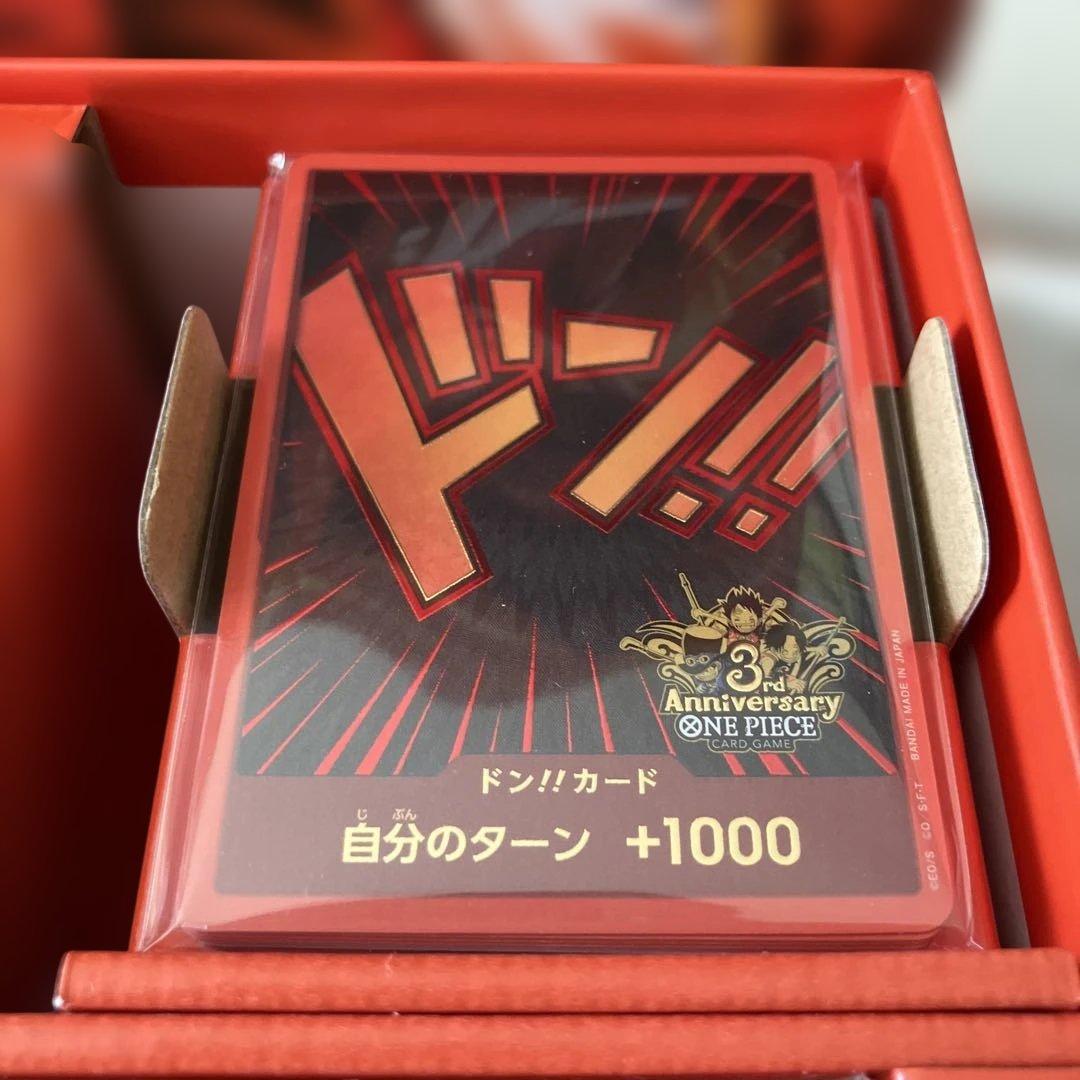 ドン!!
3rd
Anniversary
ONE PIECE
CARD GAME
ドン!!カード
じ ぶん
自分のターン +1000
©E.O/S ©O/S・F・T BANDAI MADE IN JAPAN